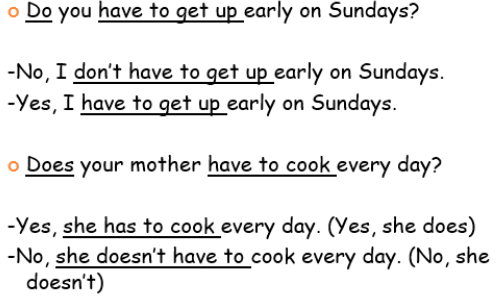 Do you have to get up early on Sundays?
-No, I don't have to get up early on Sundays.
-Yes, I have to get up early on Sundays.
Does your mother have to cook every day?
-Yes, she has to cook every day. (Yes, she does)
-No, she doesn't have to cook every day. (No, she
doesn't)